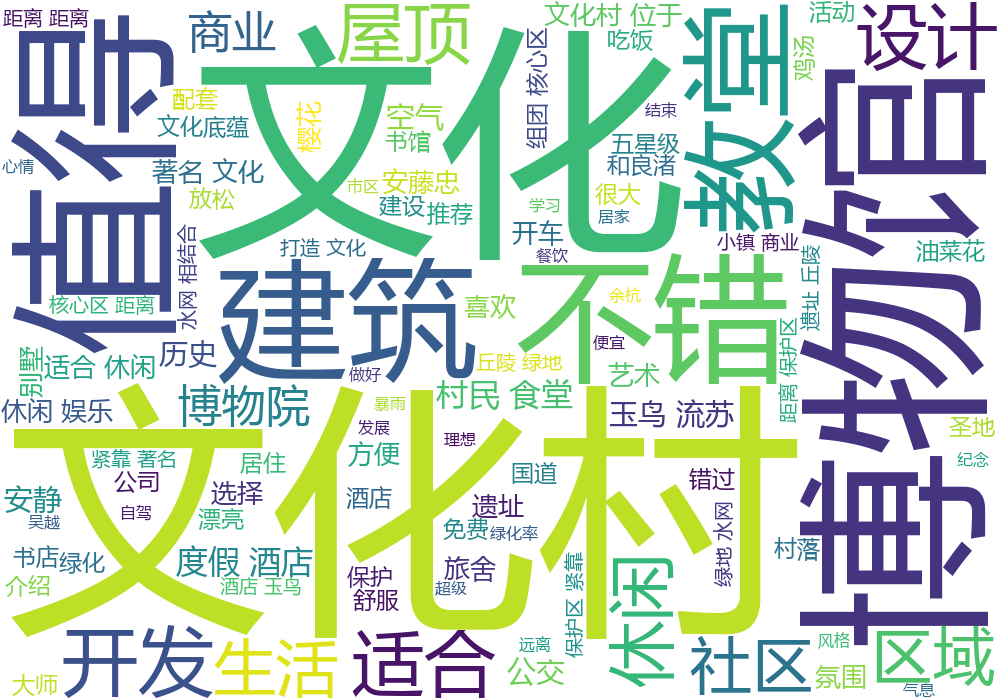 距离 距离
商业
屋顶
文化村 位于
活动
设计
值得
文化
吃饭
教堂
鸡汤
博物馆
配套
樱花
空气
组团 核心区
结束
文化底蕴
书馆
五星级
心情
著名 文化
市区
安藤忠
和良渚
放松
建设
推荐
学习
很大
居家
水网 相结合
打造 文化
开车
餐饮
小镇 商业
油菜花
建筑
不错
遗址 丘陵
核心区 距离
喜欢
余杭
距离 保护区
别墅
适合 休闲
历史
丘陵 绿地
便宜
做好
艺术
休闲 娱乐
文化村
博物院
暴雨
村民 食堂
玉鸟 流苏
圣地
紧靠 著名
居住
发展
理想
方便
纪念
公司
选择
国道
错过
安静
吴越
自驾
漂亮
酒店
遗址
绿地 水网
书店
绿化
度假 酒店
免费
绿化率
村落
介绍
酒店 玉鸟
保护
舒服
旅舍
超级
保护区 紧靠
休闲
开发
生活
适合
远离
社区
风格
区域
大师
公交
氛围
气息